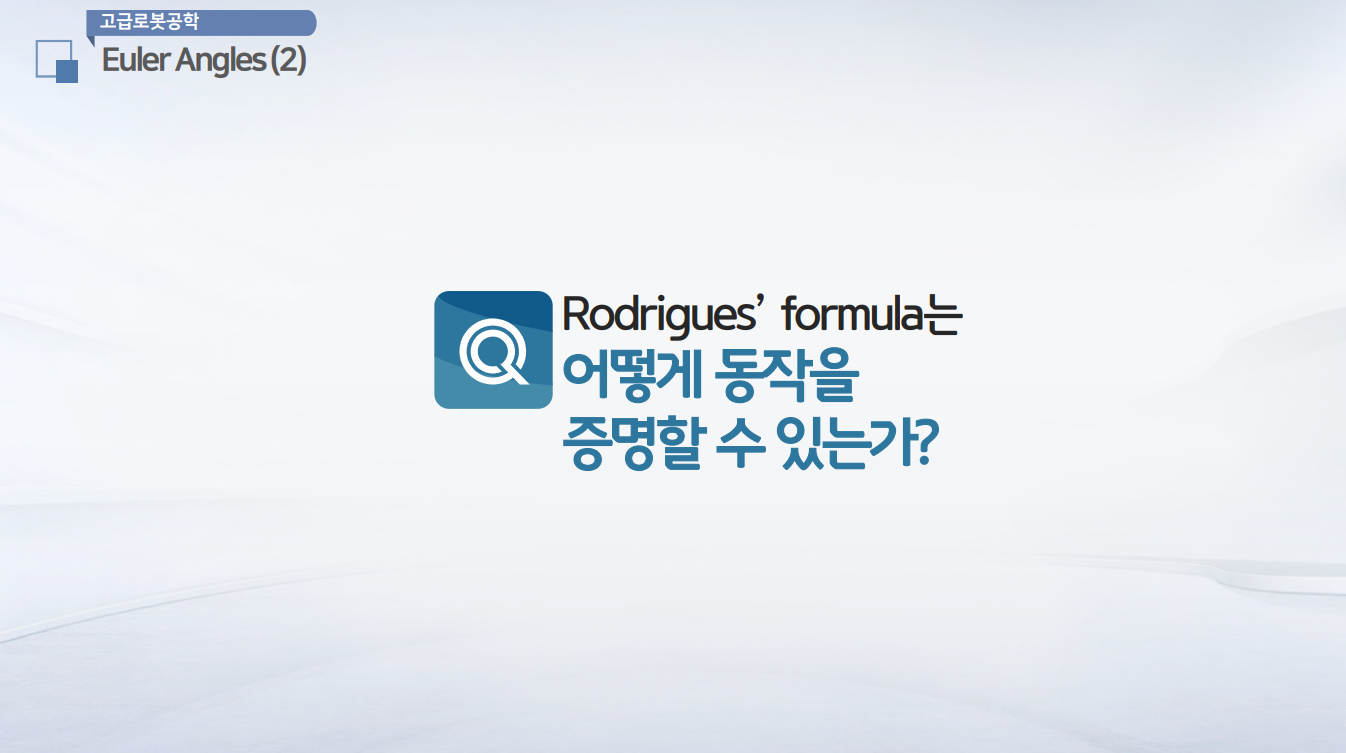 고급로봇공학
Euler Angles (2)
Rodrigues’ formula는
어떻게 동작을
증명할 수 있는가?